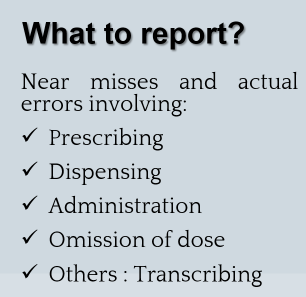 What to report?
Near misses and actual
errors involving:
✓ Prescribing
✓ Dispensing
✓ Administration
✓ Omission of dose
✓ Others : Transcribing